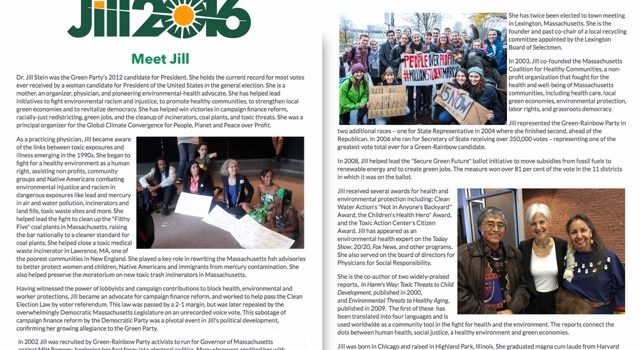 Jill2016
Meet Jill
Dr. Jill Stein was the Green Party's 2012 candidate for President. She holds the current record for most votes
ever received by a woman candidate for President of the United States in the general election. She is a
mother, an organizer, physician, and pioneering environmental-health advocate. She has helped lead
initiatives to fight environmental racism and injustice, to promote healthy communities, to strengthen local
green economies and to revitalize democracy. She has helped win victories in campaign finance reform,
racially-just redistricting, green jobs, and the cleanup of incinerators, coal plants, and toxic threats. She was a
principal organizer for the Global Climate Convergence for People, Planet and Peace over Profit.
As a practicing physician, Jill became aware
of the links between toxic exposures and
illness emerging in the 1990s. She began to
fight for a healthy environment as a human
right, assisting non profits, community
groups and Native Americans combating
environmental injustice and racism in
dangerous exposures like lead and mercury
in air and water pollution, incinerators and
land fills, toxic waste sites and more. She
helped lead the fight to clean up the "Filthy
Five" coal plants in Massachusetts, raising
the bar nationally to a cleaner standard for
coal plants. She helped close a toxic medical
waste incinerator in Lawrence, MA, one of
the poorest communities in New England. She played a key role in rewriting the Massachusetts fish advisories
to better protect women and children, Native Americans and immigrants from mercury contamination. She
also helped preserve the moratorium on new toxic trash incinerators in Massachusetts.
Having witnessed the power of lobbyists and campaign contributions to block health, environmental and
worker protections, Jill became an advocate for campaign finance reform, and worked to help pass the Clean
Election Law by voter referendum. This law was passed by a 2-1 margin, but was later repealed by the
overwhelmingly Democratic Massachusetts Legislature on an unrecorded voice vote. This sabotage of
campaign finance reform by the Democratic Party was a pivotal event in Jill's political development,
confirming her growing allegiance to the Green Party.
In 2002 Jill was recruited by Green-Rainbow Party activists to run for Governor of Massachusetts
She has twice been elected to town meeting
in Lexington, Massachusetts. She is the
founder and past co-chair of a local recycling
committee appointed by the Lexington
Board of Selectmen.
In 2003, Jill co-founded the Massachusetts
Coalition for Healthy Communities, a non-
profit organization that fought for the
health and well-being of Massachusetts
communities, including health care, local
green economies, environmental protection,
labor rights, and grassroots democracy.
PEOPLE OVER PROFIT
#MILLIONSTUDENTMARCH
Jill represented the Green-Rainbow Party in
two additional races – one for State Representative in 2004 where she finished second, ahead of the
Republican. In 2006 she ran for Secretary of State receiving over 350,000 votes – representing one of the
greatest vote total ever for a Green-Rainbow candidate.
In 2008, Jill helped lead the "Secure Green Future" ballot initiative to move subsidies from fossil fuels to
renewable energy and to create green jobs. The measure won over 81 per cent of the vote in the 11 districts
in which it was on the ballot.
Jill received several awards for health and
environmental protection including: Clean
Water Action's "Not in Anyone's Backyard"
Award, the Children's Health Hero" Award,
and the Toxic Action Center's Citizen
Award. Jill has appeared as an
environmental health expert on the Today
Show, 20/20, Fox News, and other programs.
She also served on the board of directors for
Physicians for Social Responsibility.
She is the co-author of two widely-praised
reports, In Harm's Way: Toxic Threats to Child
Development, published in 2000,
and Environmental Threats to Healthy Aging,
published in 2009. The first of these has
been translated into four languages and is
used worldwide as a community tool in the fight for health and the environment. The reports connect the
dots between human health, social justice, a healthy environment and green economies.
Jill was born in Chicago and raised in Highland Park, Illinois. She graduated magna cum laude from Harvard